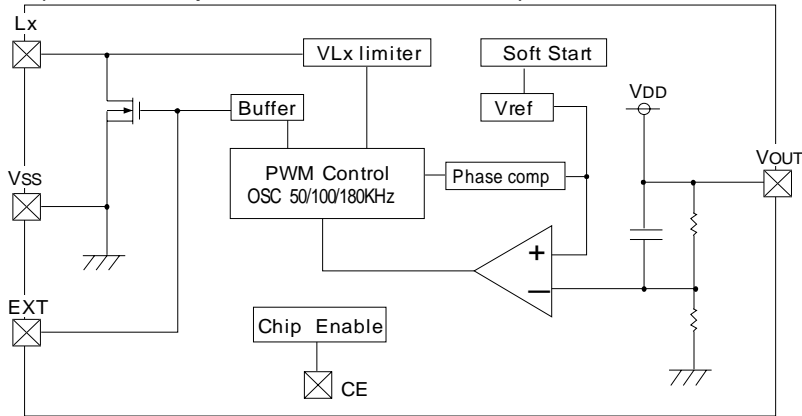 Lx
VLx limiter
Soft Start
Buffer
Vref
VDD
VOUT
VSS
PWM Control
OSC 50/100/180KHz
Phase comp
+
—
EXT
Chip Enable
CE